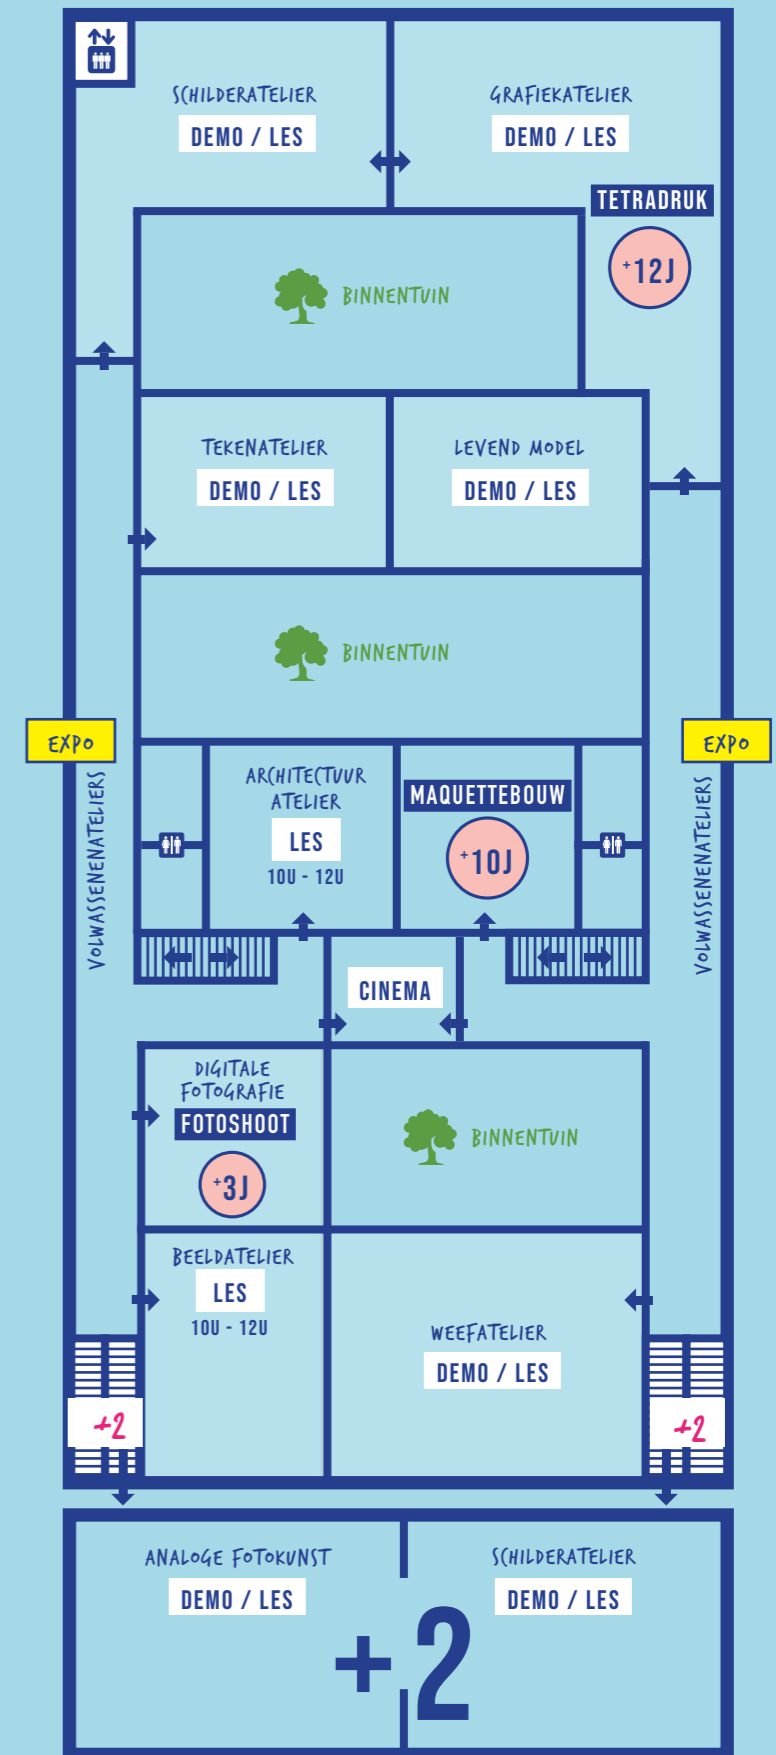 SCHILDERATELIER
DEMO / LES
GRAFIEKATELIER
DEMO / LES
TETRADRUK
+12J
BINNENTUIN
TEKENATELIER
DEMO / LES
LEVEND MODEL
DEMO / LES
BINNENTUIN
EXPO
VOLWASSENENATELIERS
EXPO
VOLWASSENENATELIERS
ARCHITECTUUR
ATELIER
LES
10U - 12U
MAQUETTEBOUW
+10J
CINEMA
DIGITALE
FOTOGRAFIE
FOTOSHOOT
+3J
BINNENTUIN
BEELDATELIER
LES
10U - 12U
WEEFATELIER
DEMO / LES
+2
+2
ANALOGE FOTOKUNST
DEMO / LES
SCHILDERATELIER
DEMO / LES
+2